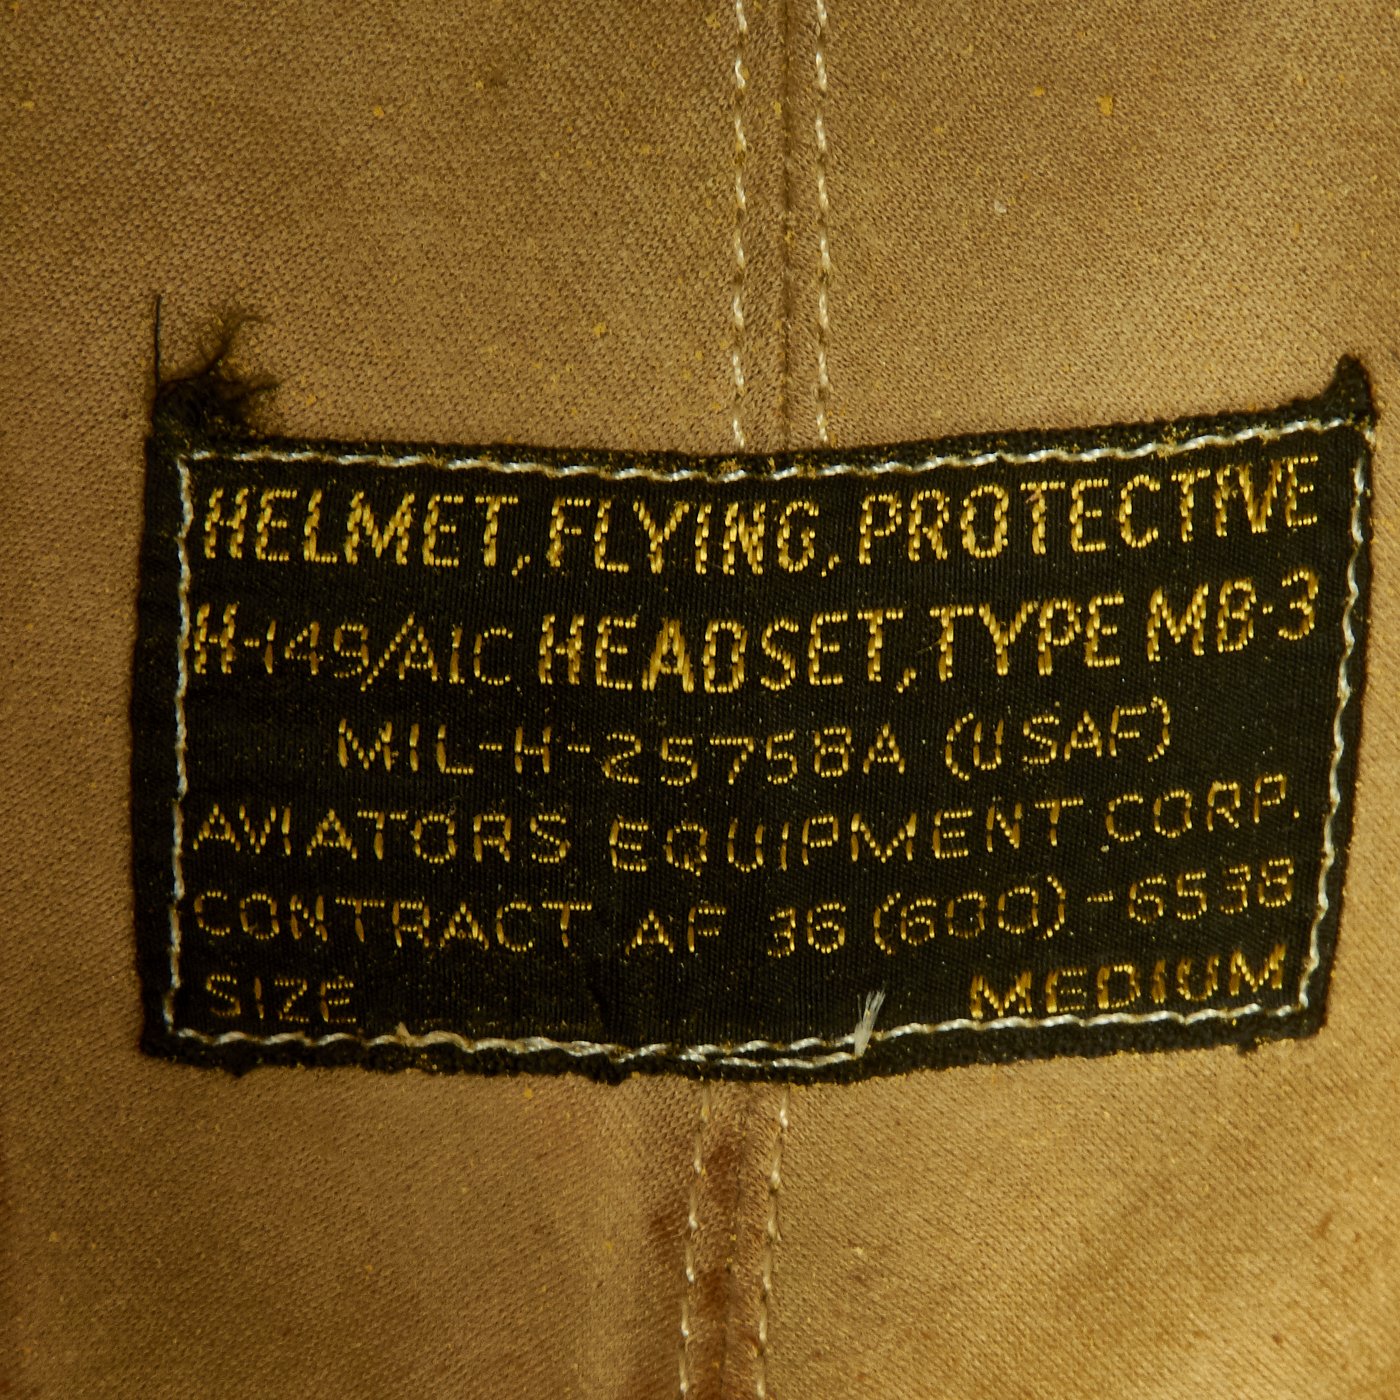 HELMET, FLYING, PROTECTIVE
H-149/AIC HEADSET, TYPE MB-3
MIL-H-25758A (USAF)
AVIATORS EQUIPMENT CORP.
CONTRACT AF 36 (600)-6538
SIZE MEDIUM